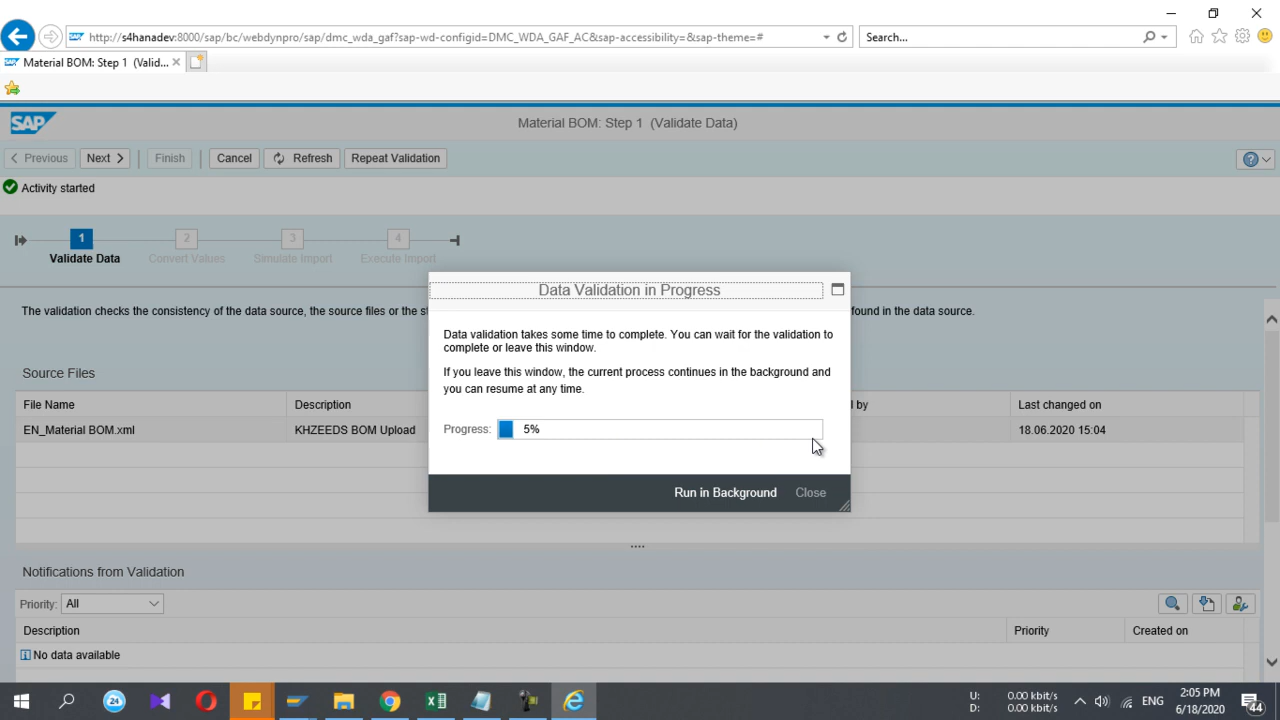 http://s4hanadev:8000/sap/bc/webdynpro/sap/dmc_wda_gaf?sap-wd-configid=DMC_WDA_GAF_AC&sap-accessibility=&sap-theme=#
Search...
Material BOM: Step 1 (Valid...
SAP
Material BOM: Step 1 (Validate Data)
Previous
Next
Finish
Cancel
Refresh
Repeat Validation
Activity started
1
2
3
4
Validate Data
Convert Values
Simulate Import
Execute Import
The validation checks the consistency of the data source, the source files or the
found in the data source.
Data Validation in Progress
Data validation takes some time to complete. You can wait for the validation to
complete or leave this window.
If you leave this window, the current process continues in the background and
you can resume at any time.
Progress:
5%
Run in Background
Close
Source Files
File Name
Description
by
Last changed on
EN_Material BOM.xml
KHZEEDS BOM Upload
18.06.2020 15:04
Notifications from Validation
Priority:
All
Description
Priority
Created on
No data available
24
U:
0.00 kbit/s
D:
0.00 kbit/s
ENG
2:05 PM
6/18/2020
44